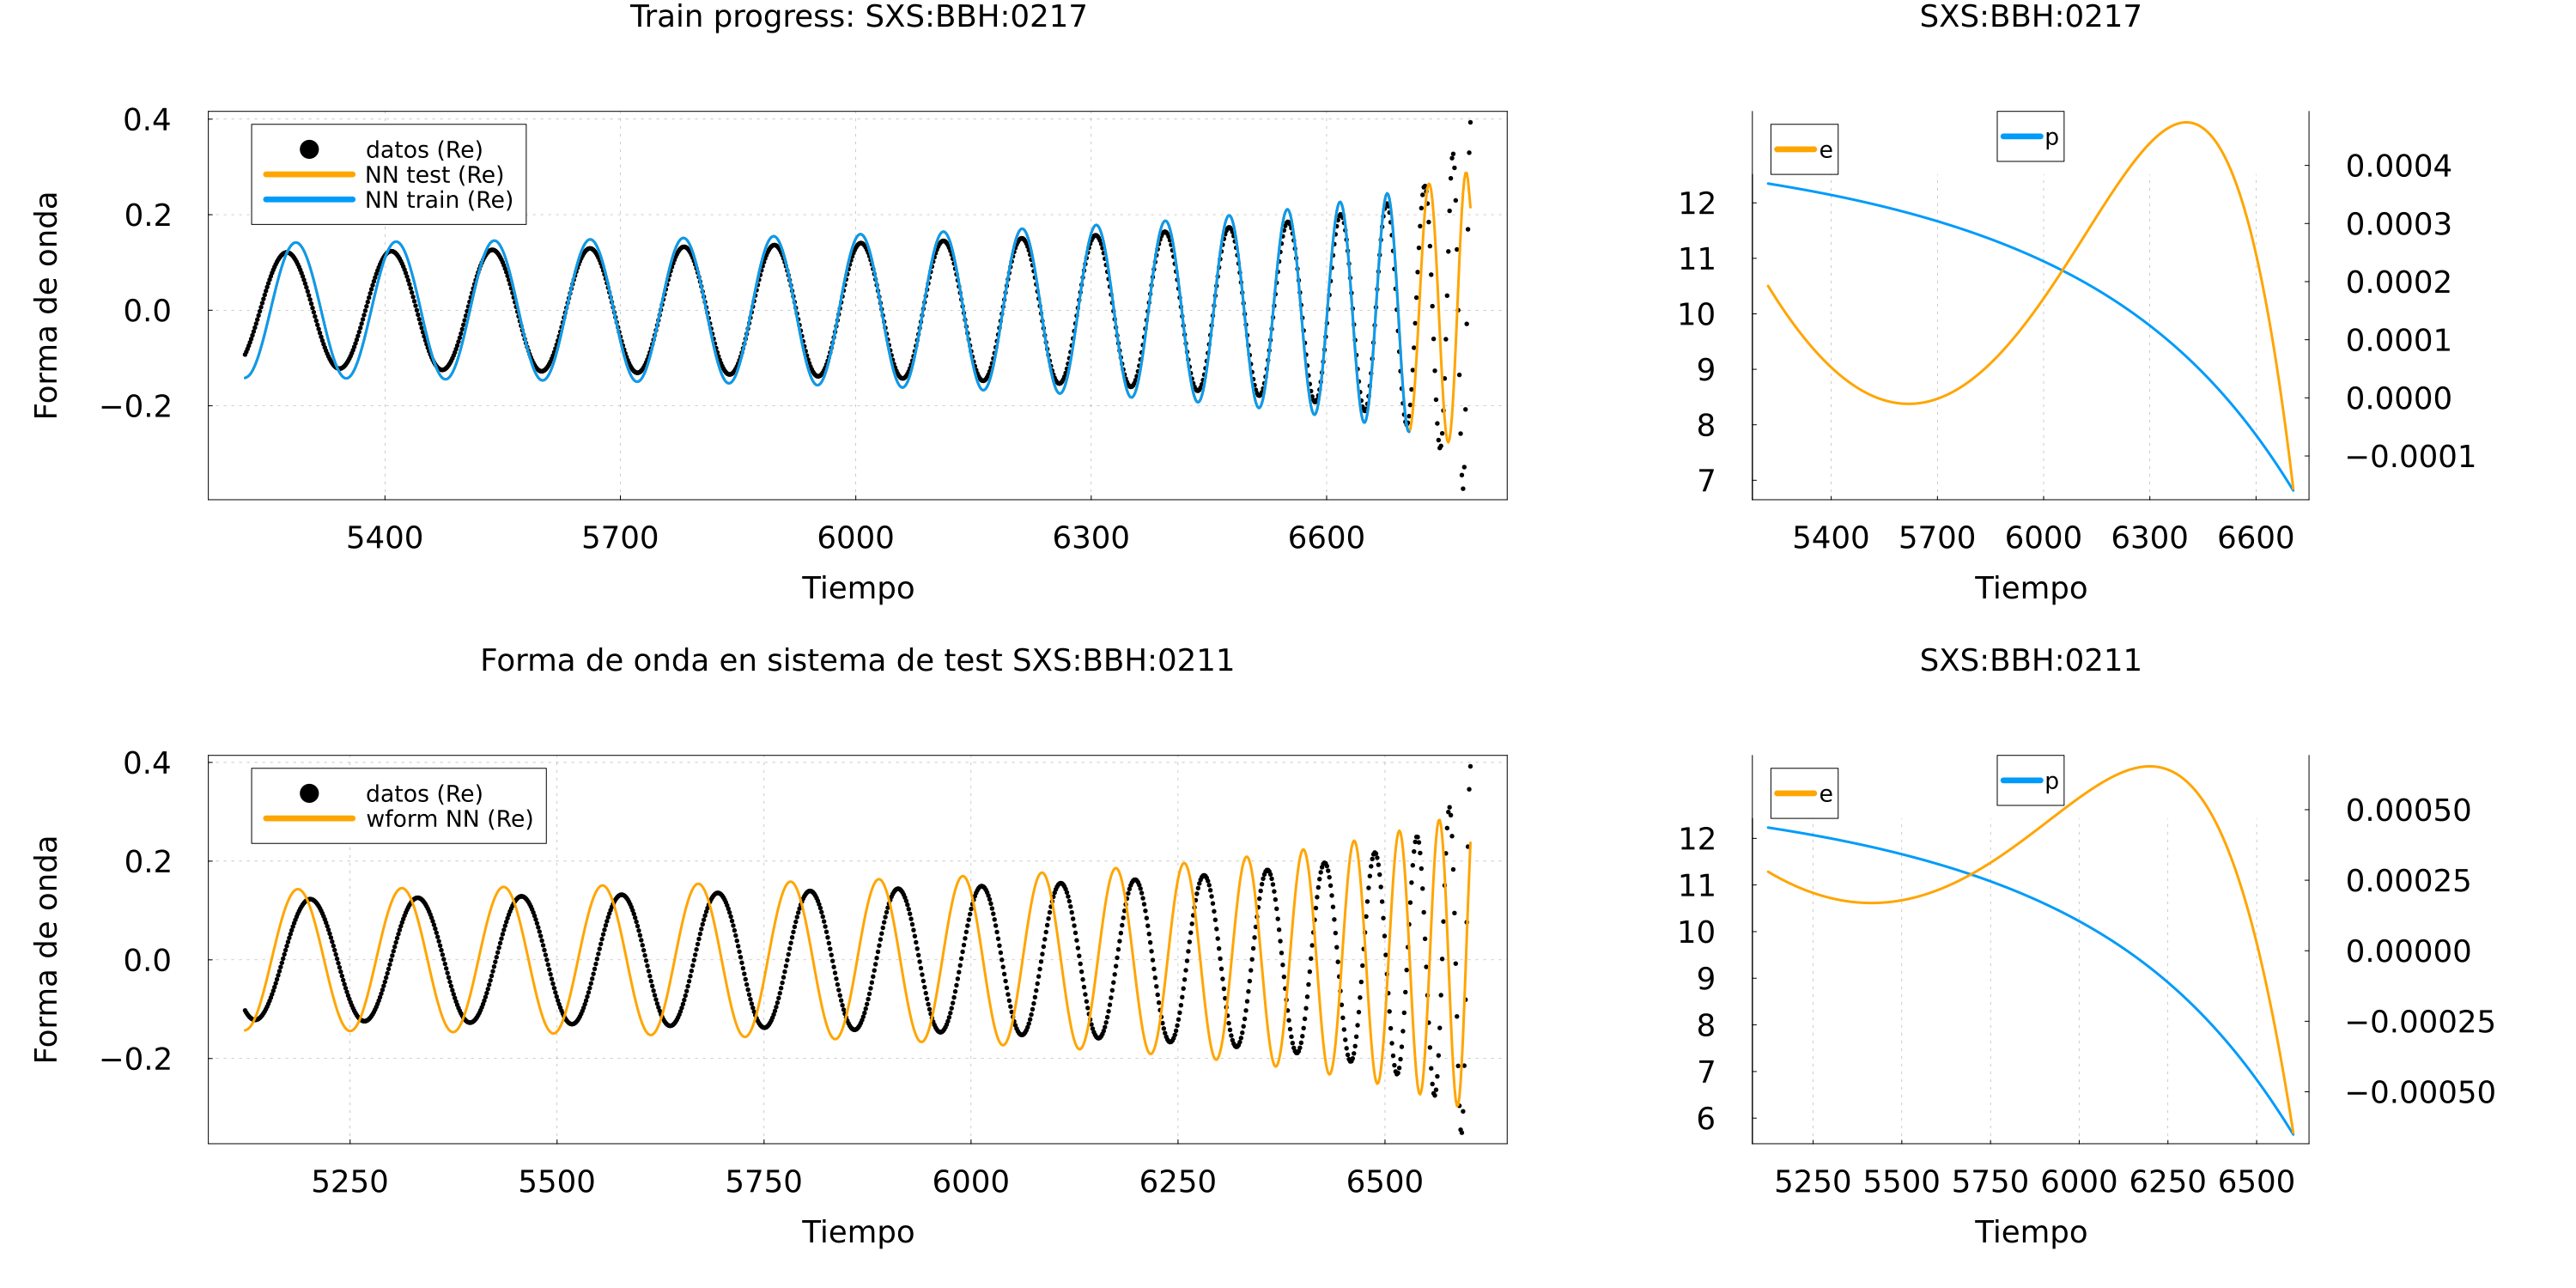 Train progress: SXS:BBH:0217
SXS:BBH:0217
Forma de onda
0.4
0.2
0.0
−0.2
datos (Re)
NN test (Re)
NN train (Re)
5400 5700 6000 6300 6600
Tiempo
e
p
12
11
10
9
8
7
0.0004
0.0003
0.0002
0.0001
0.0000
−0.0001
5400 5700 6000 6300 6600
Tiempo
Forma de onda en sistema de test SXS:BBH:0211
SXS:BBH:0211
Forma de onda
0.4
0.2
0.0
−0.2
datos (Re)
wform NN (Re)
5250 5500 5750 6000 6250 6500
Tiempo
e
p
12
11
10
9
8
7
6
0.00050
0.00025
0.00000
−0.00025
−0.00050
5250 5500 5750 6000 6250 6500
Tiempo